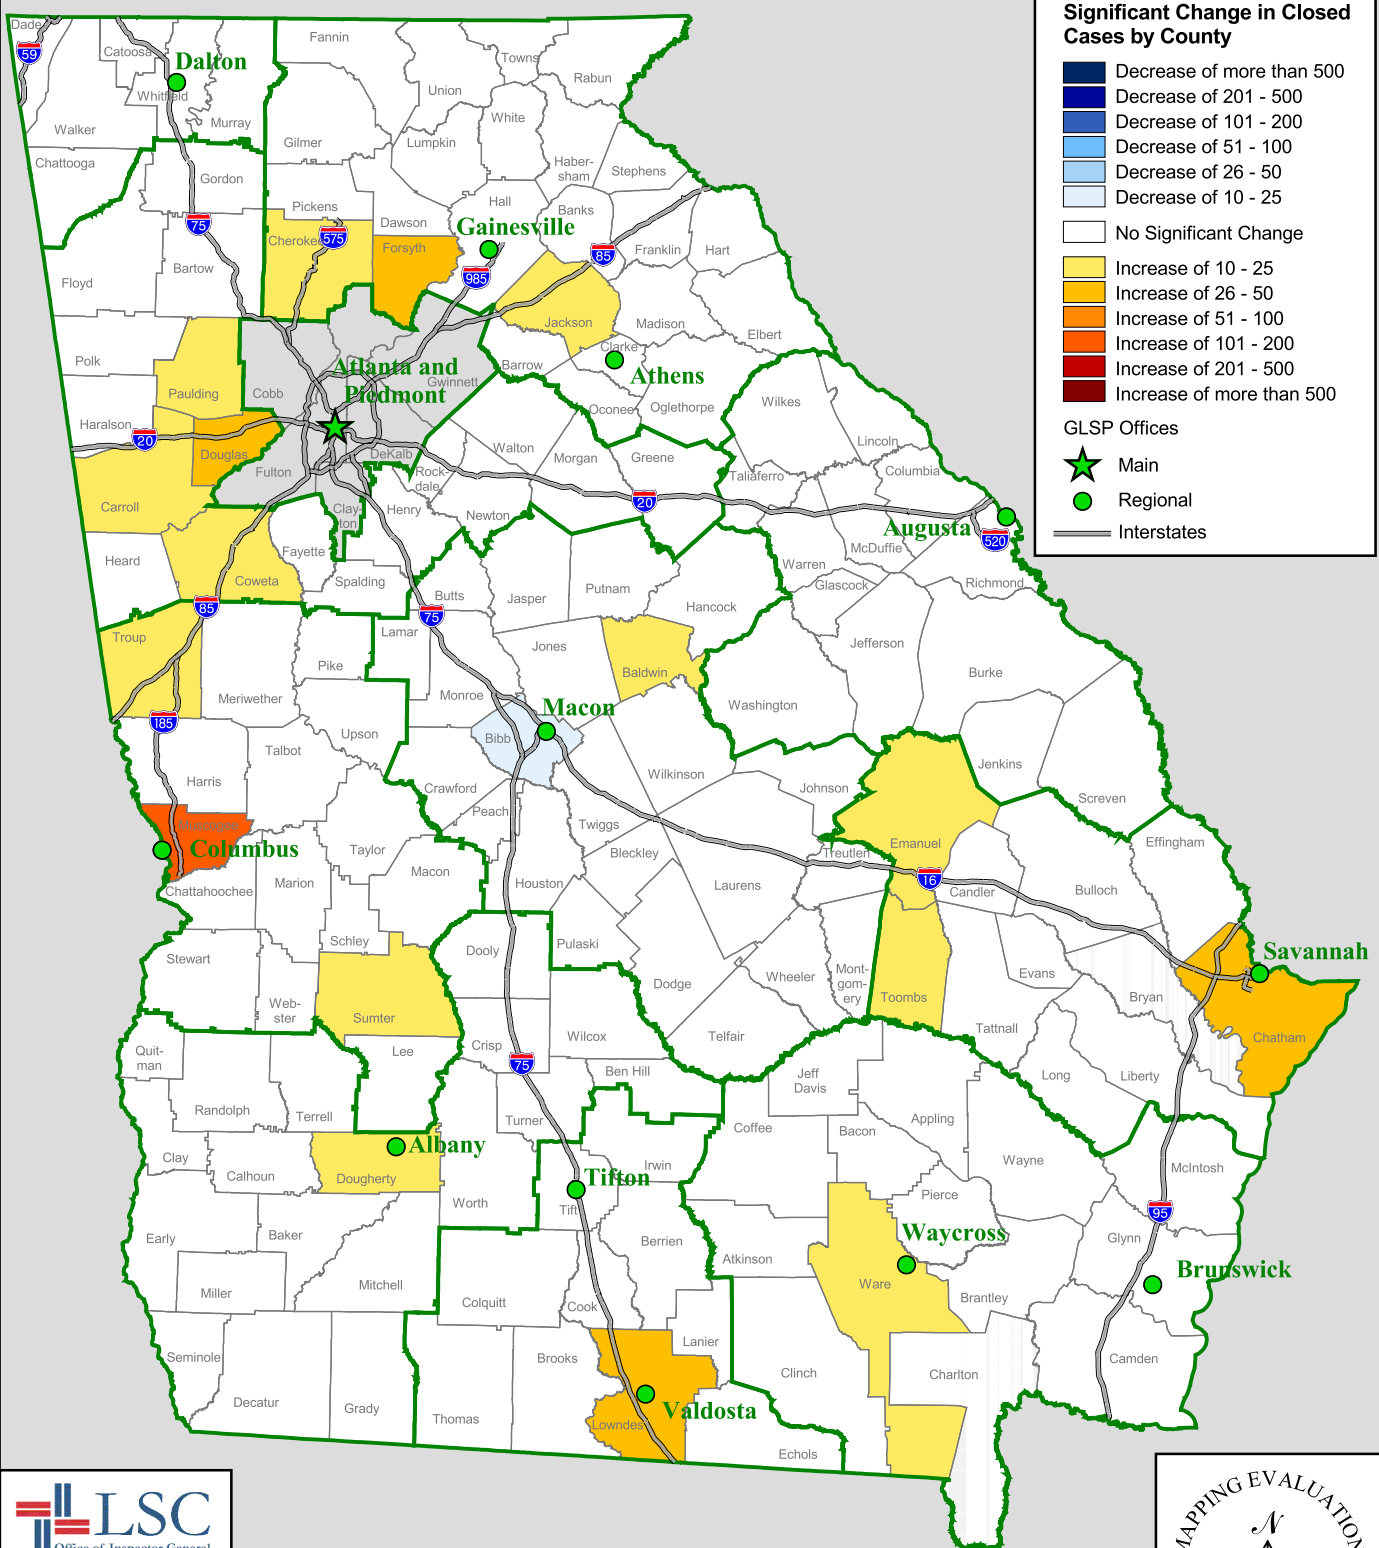 Significant Change in Closed
Cases by County
Decrease of more than 500
Decrease of 201 - 500
Decrease of 101 - 200
Decrease of 51 - 100
Decrease of 26 - 50
Decrease of 10 - 25
No Significant Change
Increase of 10 - 25
Increase of 26 - 50
Increase of 51 - 100
Increase of 101 - 200
Increase of 201 - 500
Increase of more than 500
GLSP Offices
Main
Regional
Interstates
Dade
59
Catoosa
Dalton
Whitfield
Walker
Murray
Chattooga
Fannin
Towns
Rabun
Union
White
Gilmer
Lumpkin
Haber-
sham
Stephens
Gordon
Pickens
Dawson
Hall
Banks
75
Cherokee
575
Forsyth
Gainesville
985
85
Franklin
Hart
Floyd
Bartow
Jackson
Madison
Elbert
Polk
Clarke
Barrow
Athens
Atlanta and
Piedmont
Gwinnett
Paulding
Cobb
Oconee
Oglethorpe
Wilkes
Haralson
20
Douglas
Fulton
DeKalb
Rock-
dale
Walton
Morgan
Greene
Lincoln
Columbia
Taliaferro
20
Carroll
Clay-
ton
Henry
Newton
Augusta
520
Heard
Fayette
Coweta
Spalding
McDuffie
Warren
Glascock
Richmond
85
75
Butts
Jasper
Putnam
Hancock
Troup
Lamar
Jones
Jefferson
Pike
Baldwin
Burke
Meriwether
Monroe
Washington
185
Macon
Upson
Bibb
Talbot
Harris
Wilkinson
Johnson
Jenkins
Crawford
Peach
Screven
Muscogee
Columbus
Twiggs
Effingham
Taylor
Bleckley
Treutlen
Emanuel
Macon
Houston
Laurens
16
Candler
Bulloch
Chattahoochee
Marion
Schley
Dooly
Pulaski
Savannah
Stewart
Web-
ster
Sumter
Dodge
Wheeler
Mont-
gom-
ery
Toombs
Evans
Bryan
Tattnall
Chatham
Quit-
man
Lee
Crisp
75
Wilcox
Telfair
Ben Hill
Jeff
Davis
Long
Liberty
Randolph
Terrell
Turner
Coffee
Bacon
Appling
Clay
Calhoun
Albany
Dougherty
Irwin
Wayne
McIntosh
Worth
Tifton
Tift
Pierce
95
Early
Baker
Berrien
Atkinson
Waycross
Glynn
Brunswick
Miller
Mitchell
Colquitt
Cook
Ware
Brantley
Seminole
Brooks
Lanier
Clinch
Charlton
Camden
Decatur
Grady
Thomas
Lowndes
Valdosta
Echols
LSC
Office of Inspector General
MAPPING EVALUATION
N